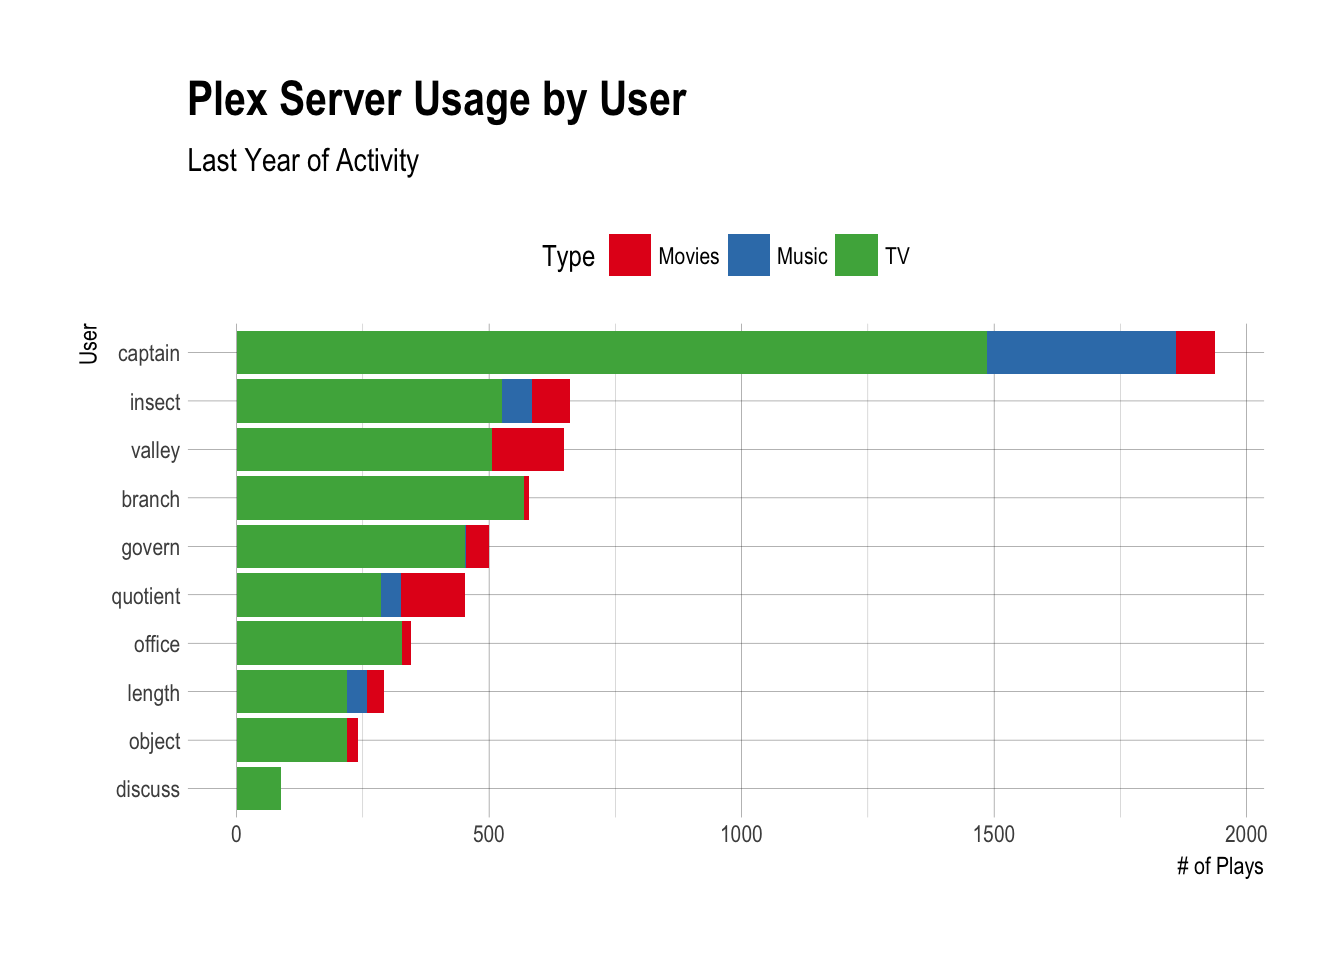 Plex Server Usage by User
Last Year of Activity
Type Movies Music TV
User
captain
insect
valley
branch
govern
quotient
office
length
object
discuss
0 500 1000 1500 2000
# of Plays